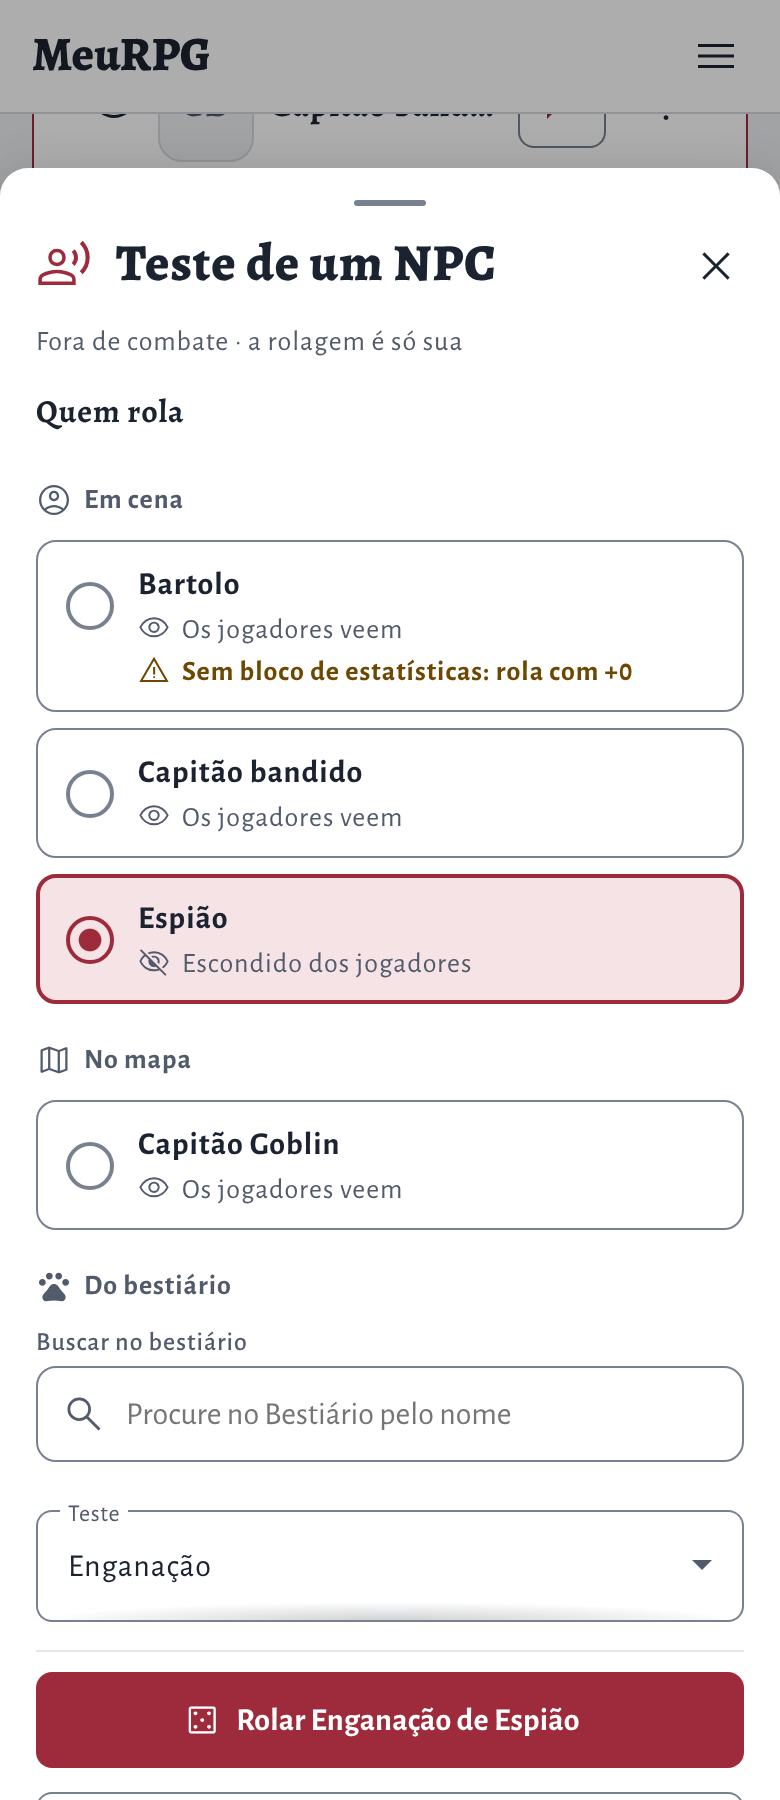 MeuRPG
Teste de um NPC
Fora de combate · a rolagem é só sua
Quem rola
Em cena
Bartolo
Os jogadores veem
Sem bloco de estatísticas: rola com +0
Capitão bandido
Os jogadores veem
Espião
Escondido dos jogadores
No mapa
Capitão Goblin
Os jogadores veem
Do bestiário
Buscar no bestiário
Procure no Bestiário pelo nome
Teste
Enganação
Rolar Enganação de Espião